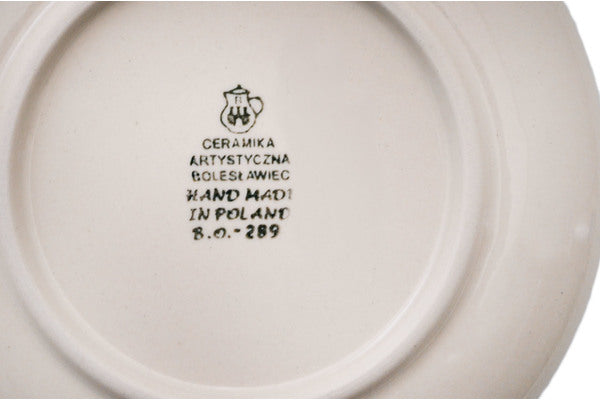 CERAMIKA
ARTYSTYCZNA
BOLESŁAWIEC
HAND MADE
IN POLAND
B.O.-289